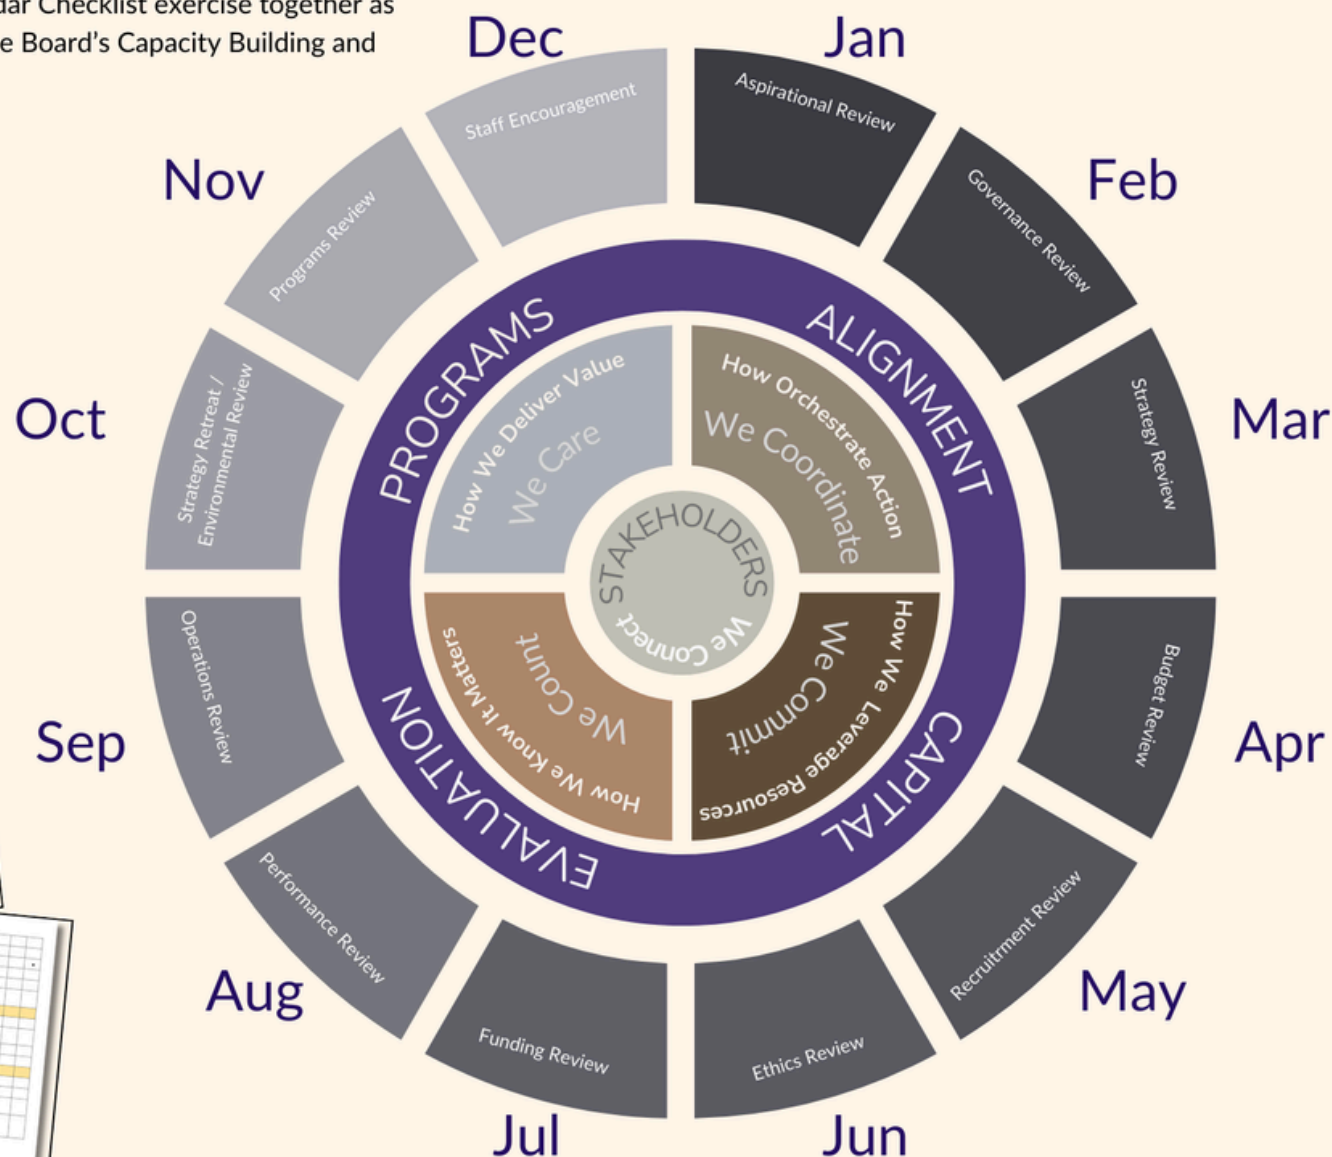 dar Checklist exercise together as
e Board's Capacity Building and
Dec
Jan
Staff Encouragement
Aspirational Review
Nov
Feb
Programs Review
Governance Review
Oct
Mar
Strategy Retreat /
Environmental Review
Strategy Review
Sep
Apr
Operations Review
Budget Review
Aug
May
Performance Review
Recruitrment Review
Jul
Jun
Funding Review
Ethics Review
PROGRAMS
ALIGNMENT
How We Deliver Value
We Care
How Orchestrate Action
We Coordinate
STAKEHOLDERS
We Connect
EVALUATION
CAPITAL
How We Know It Matters
We Count
How We Leverage Resources
We Commit